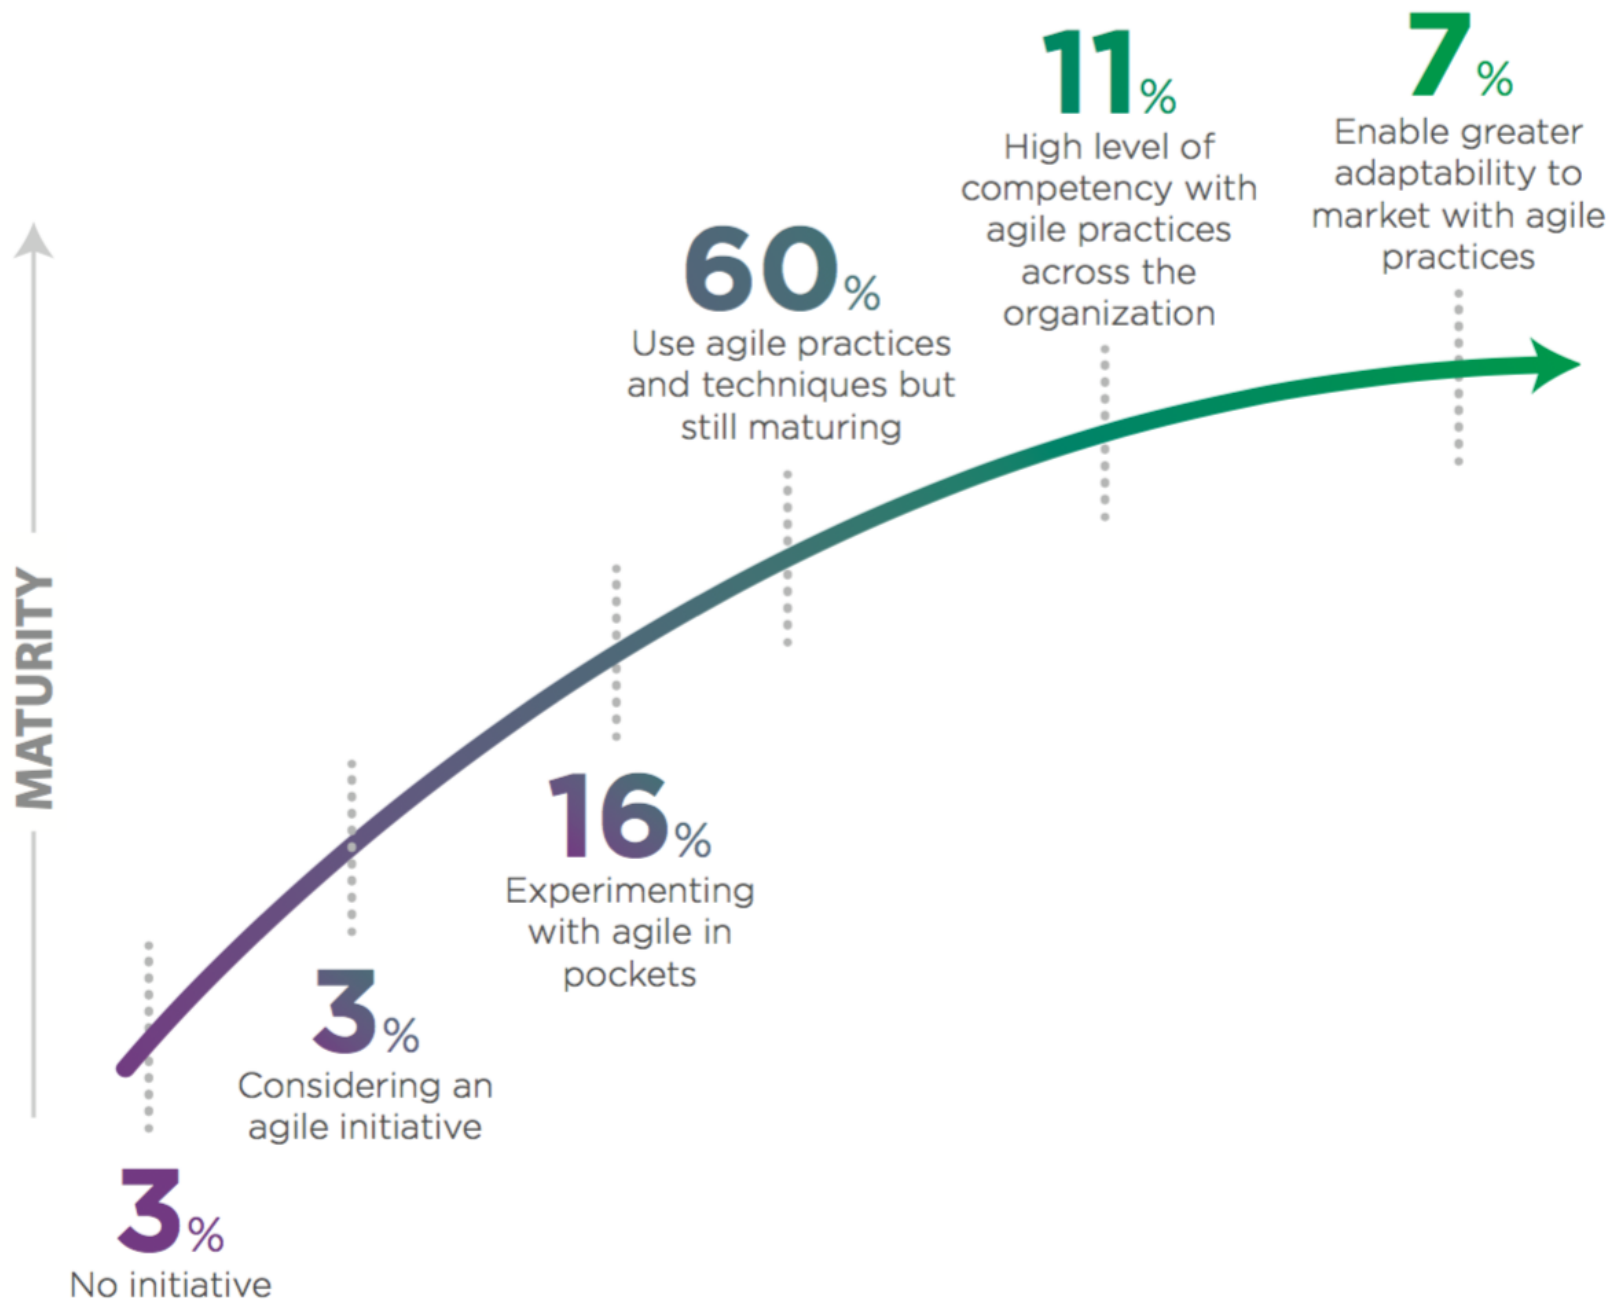 7%
Enable greater
adaptability to
market with agile
practices
11%
High level of
competency with
agile practices
across the
organization
60%
Use agile practices
and techniques but
still maturing
MATURITY
16%
Experimenting
with agile in
pockets
3%
Considering an
agile initiative
3%
No initiative